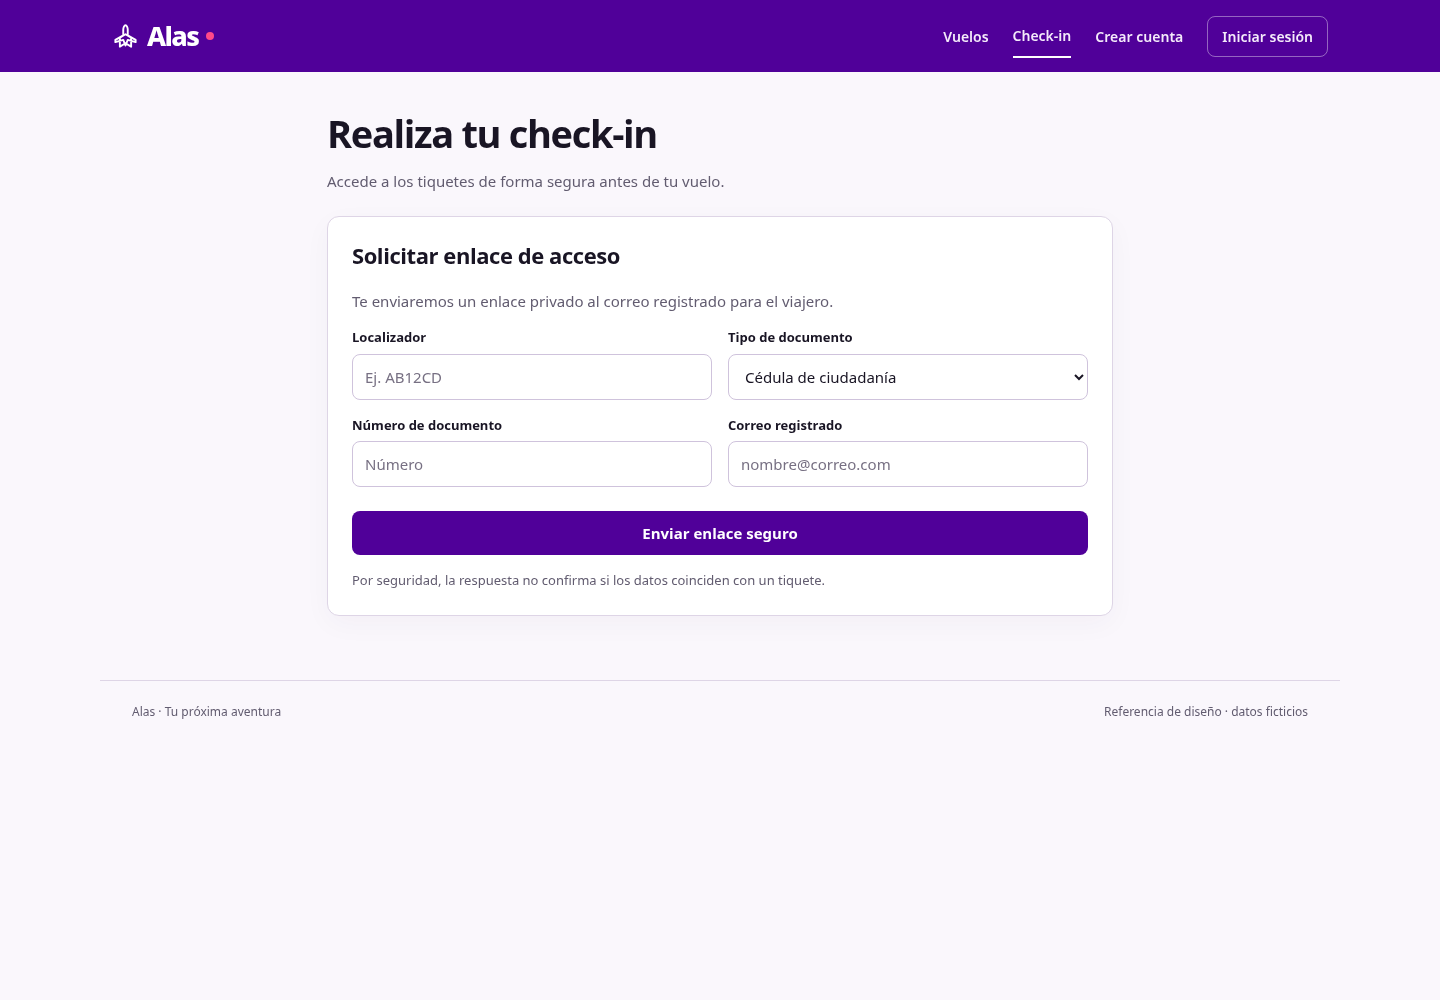 Alas
Vuelos
Check-in
Crear cuenta
Iniciar sesión
Realiza tu check-in
Accede a los tiquetes de forma segura antes de tu vuelo.
Solicitar enlace de acceso
Te enviaremos un enlace privado al correo registrado para el viajero.
Localizador
Ej. AB12CD
Tipo de documento
Cédula de ciudadanía
Número de documento
Número
Correo registrado
nombre@correo.com
Enviar enlace seguro
Por seguridad, la respuesta no confirma si los datos coinciden con un tiquete.
Alas · Tu próxima aventura
Referencia de diseño · datos ficticios